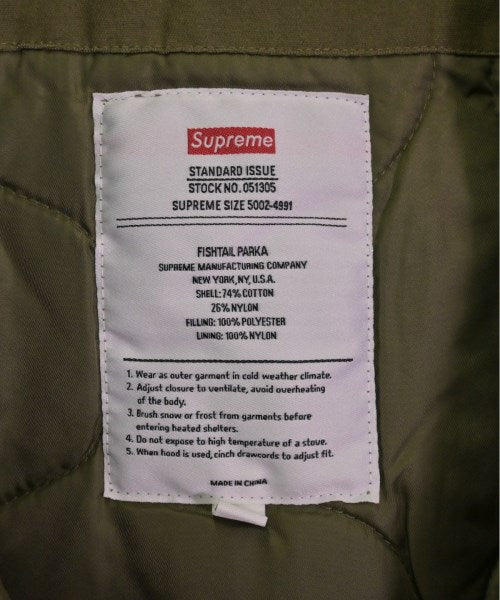 Supreme
STANDARD ISSUE
STOCK NO. 051305
SUPREME SIZE 5002-4991
FISHTAIL PARKA
SUPREME MANUFACTURING COMPANY
NEW YORK, NY, U.S.A.
SHELL: 74% COTTON
26% NYLON
FILLING: 100% POLYESTER
LINING: 100% NYLON
1. Wear as outer garment in cold weather climate.
2. Adjust closure to ventilate, avoid overheating
of the body.
3. Brush snow or frost from garments before
entering heated shelters.
4. Do not expose to high temperature of a stove.
5. When hood is used, cinch drawcords to adjust fit.
MADE IN CHINA